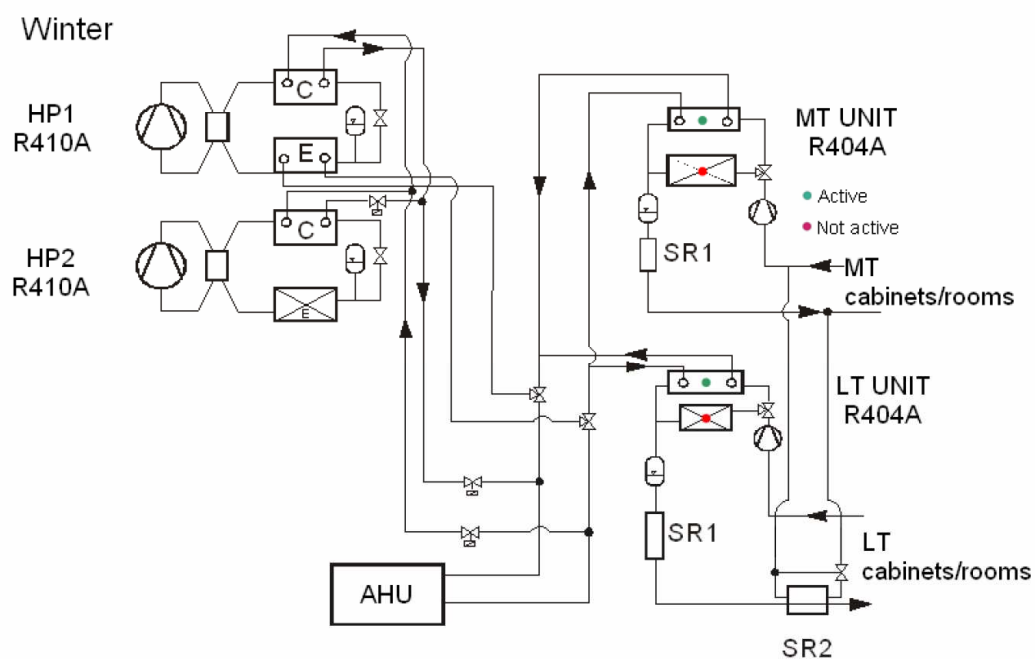 Winter
HP1
R410A
C
E
HP2
R410A
C
E
MT UNIT
R404A
Active
Not active
SR1
MT
cabinets/rooms
LT UNIT
R404A
SR1
LT
cabinets/rooms
AHU
SR2